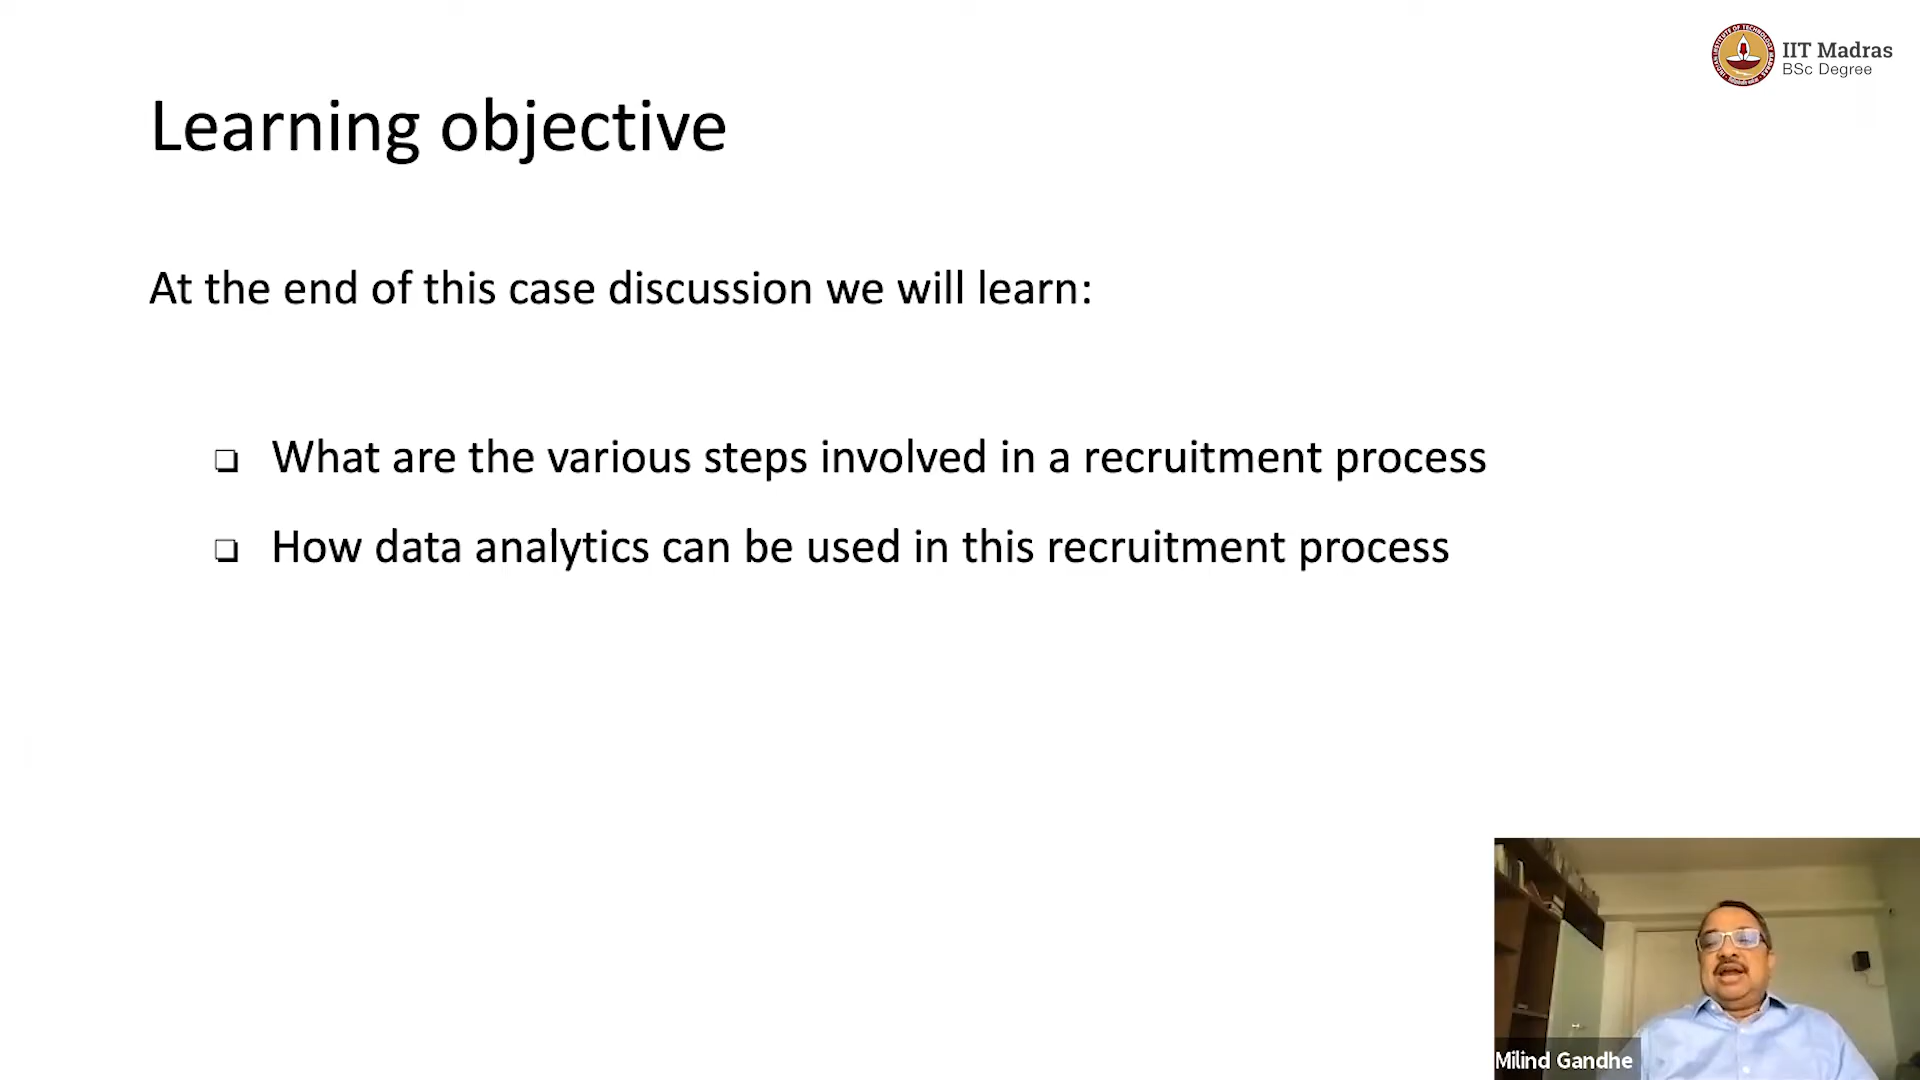 IIT Madras
BSc Degree
Learning objective
At the end of this case discussion we will learn:
❏ What are the various steps involved in a recruitment process
❏ How data analytics can be used in this recruitment process
Milind Gandhe